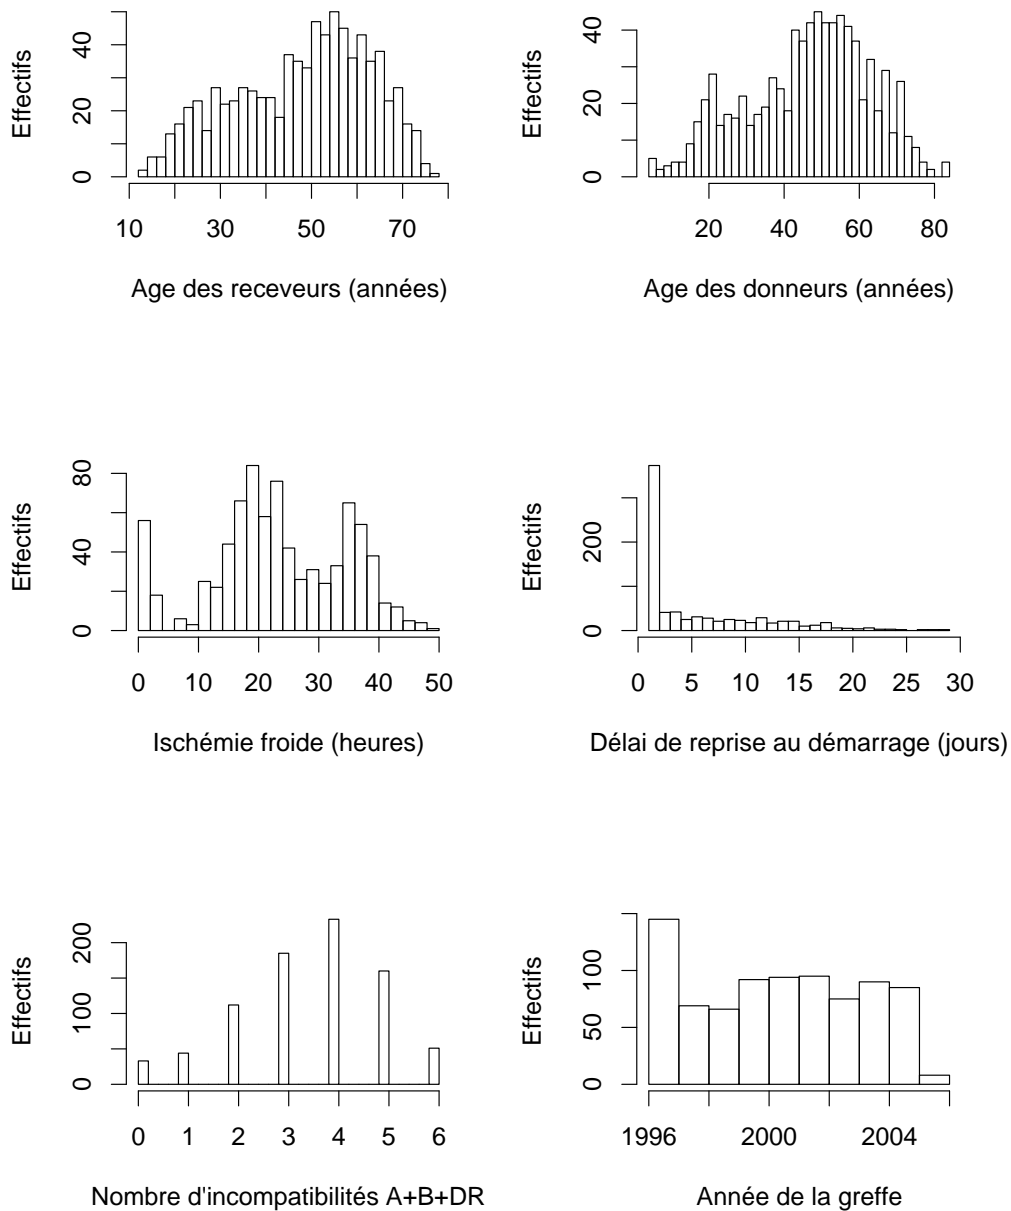 Effectifs
0 20 40
10 30 50 70
Age des receveurs (années)
Effectifs
0 20 40
20 40 60 80
Age des donneurs (années)
Effectifs
0 40 80
0 10 20 30 40 50
Ischémie froide (heures)
Effectifs
0 200
0 5 10 15 20 25 30
Délai de reprise au démarrage (jours)
Effectifs
0 100 200
0 1 2 3 4 5 6
Nombre d'incompatibilités A+B+DR
Effectifs
0 50 100
1996 2000 2004
Année de la greffe